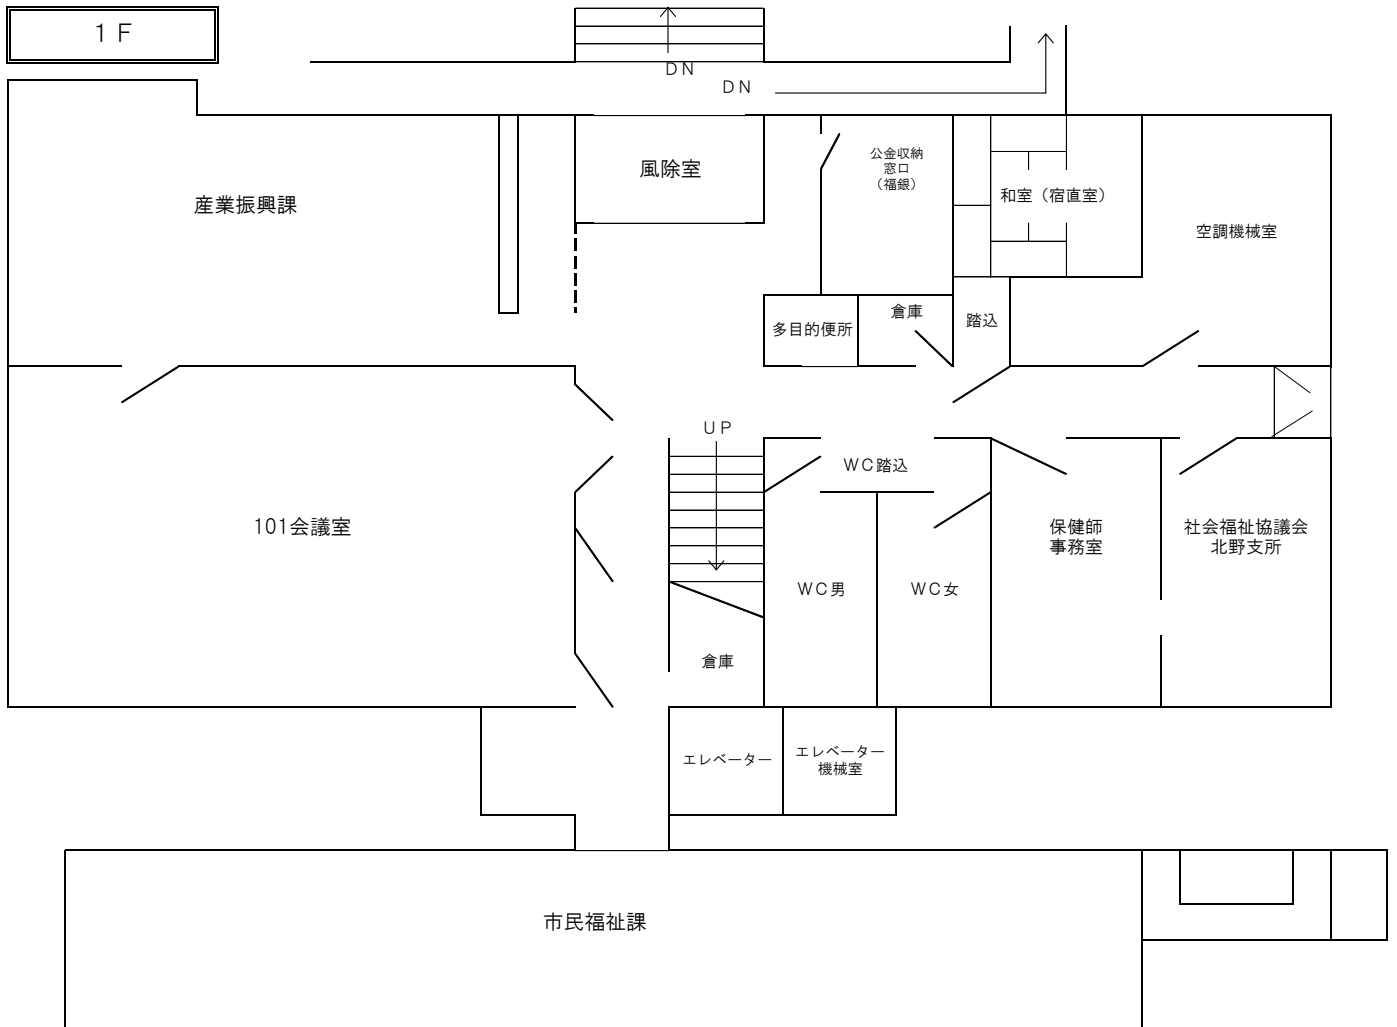 １Ｆ
ＤＮ
ＤＮ
風除室
公金収納
窓口
（福銀）
産業振興課
和室（宿直室）
空調機械室
多目的便所
倉庫
踏込
ＵＰ
ＷＣ踏込
101会議室
保健師
事務室
社会福祉協議会
北野支所
ＷＣ男
ＷＣ女
倉庫
エレベーター
エレベーター
機械室
市民福祉課